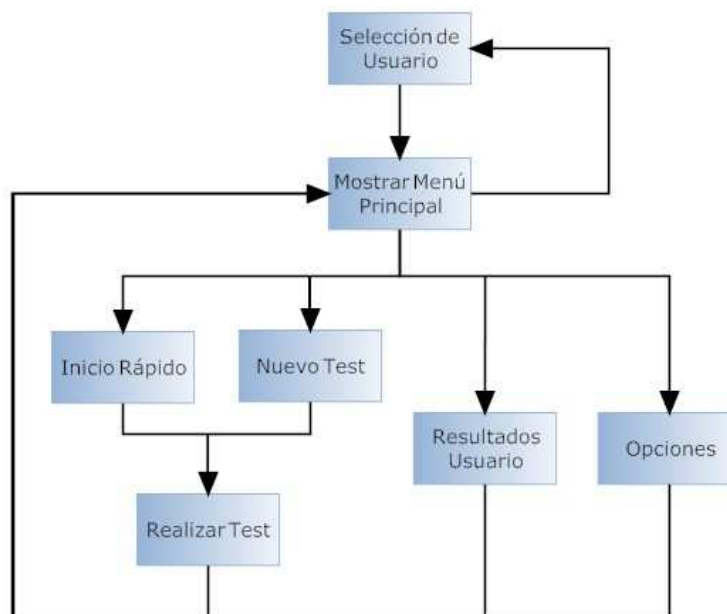 Selección de
Usuario
Mostrar Menú
Principal
Inicio Rápido
Nuevo Test
Resultados
Usuario
Opciones
Realizar Test